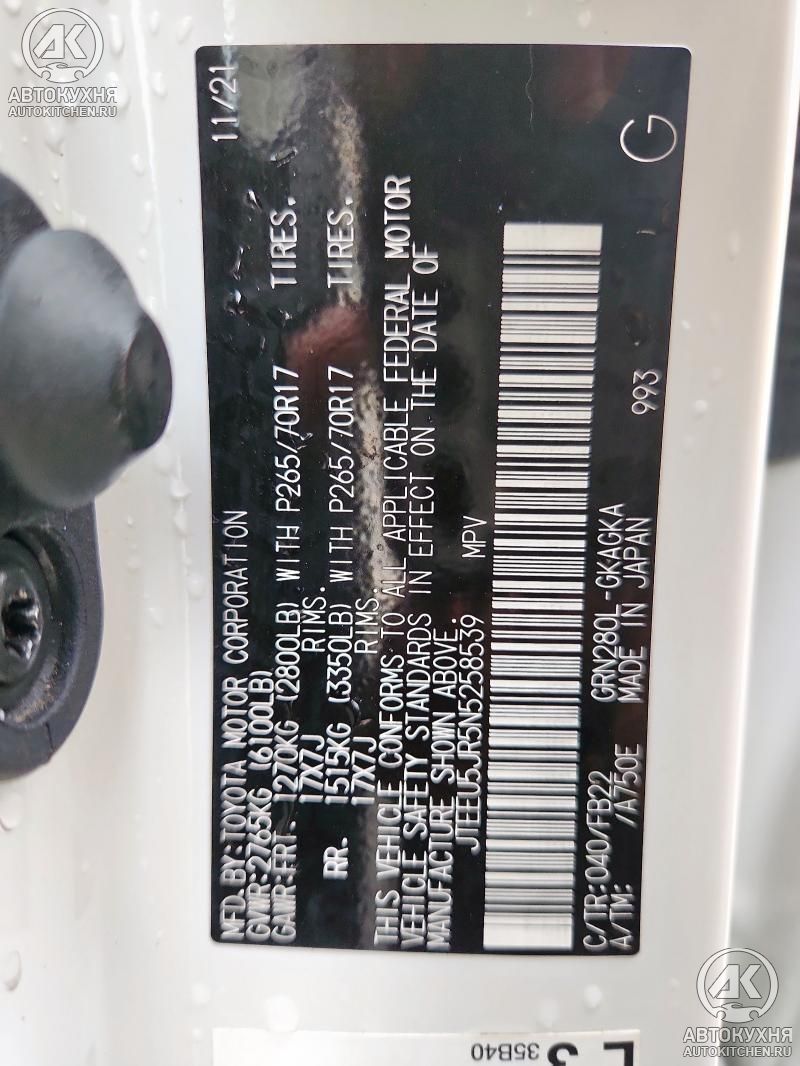 АК
АВТОКУХНЯ
AUTOKITCHEN.RU
MFD.BY:TOYOTA MOTOR CORPORATION 11/21
GVWR:2765KG (6100LB)
GAWR:FRT. 1270KG (2800LB) WITH P265/70R17 TIRES.
17X7J RIMS.
RR. 1515KG (3350LB) WITH P265/70R17 TIRES.
17X7J RIMS.
THIS VEHICLE CONFORMS TO ALL APPLICABLE FEDERAL MOTOR
VEHICLE SAFETY STANDARDS IN EFFECT ON THE DATE OF
MANUFACTURE SHOWN ABOVE.
JTEEU5JR5N5258539 MPV
C/TR:040/FB22 GRN280L-GKAGKA 993 G
A/TM: /A750E MADE IN JAPAN
35B40
АК
АВТОКУХНЯ
AUTOKITCHEN.RU